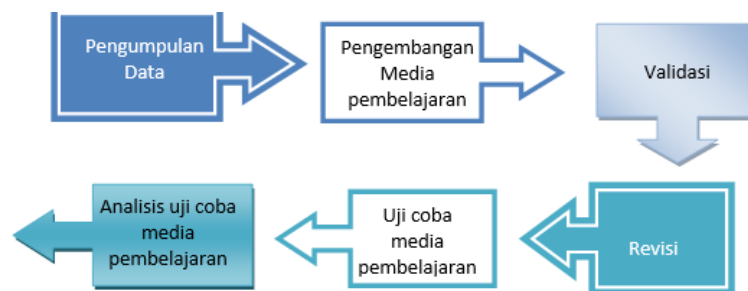 Pengumpulan
Data
Pengembangan
Media
pembelajaran
Validasi
Revisi
Uji coba
media
pembelajaran
Analisis uji coba
media
pembelajaran